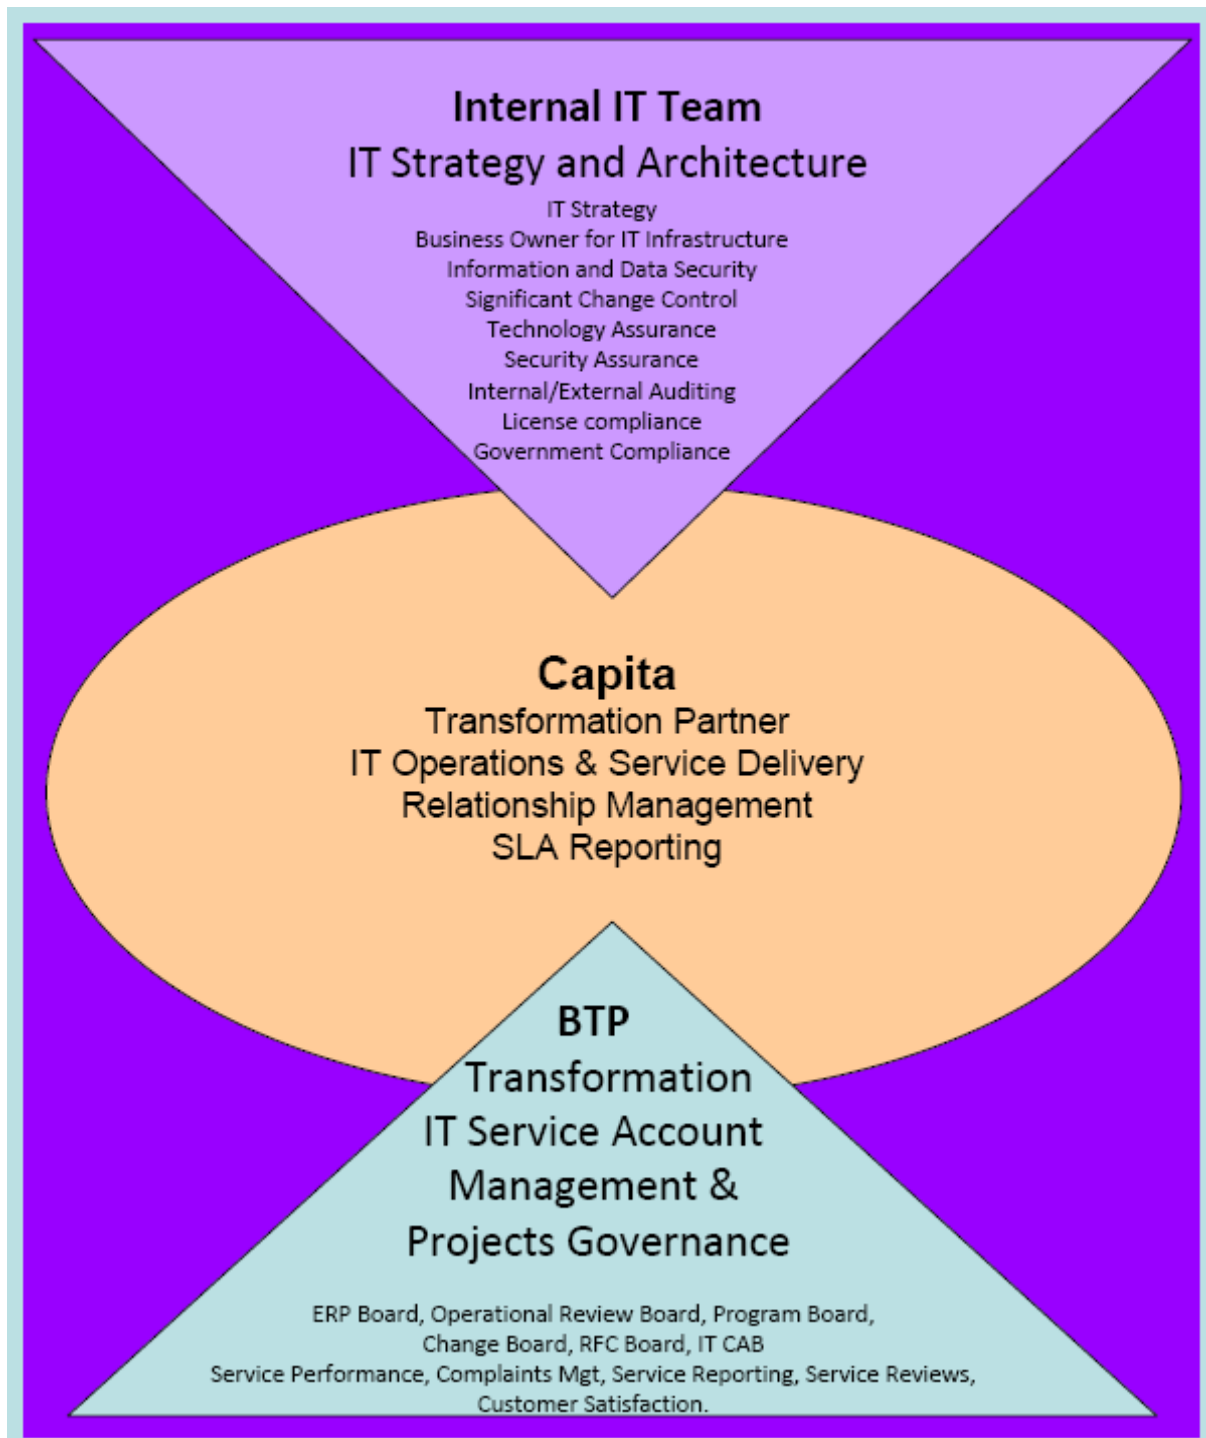 Internal IT Team
IT Strategy and Architecture
IT Strategy
Business Owner for IT Infrastructure
Information and Data Security
Significant Change Control
Technology Assurance
Security Assurance
Internal/External Auditing
License compliance
Government Compliance
Capita
Transformation Partner
IT Operations & Service Delivery
Relationship Management
SLA Reporting
BTP
Transformation
IT Service Account
Management &
Projects Governance
ERP Board, Operational Review Board, Program Board,
Change Board, RFC Board, IT CAB
Service Performance, Complaints Mgt, Service Reporting, Service Reviews,
Customer Satisfaction.